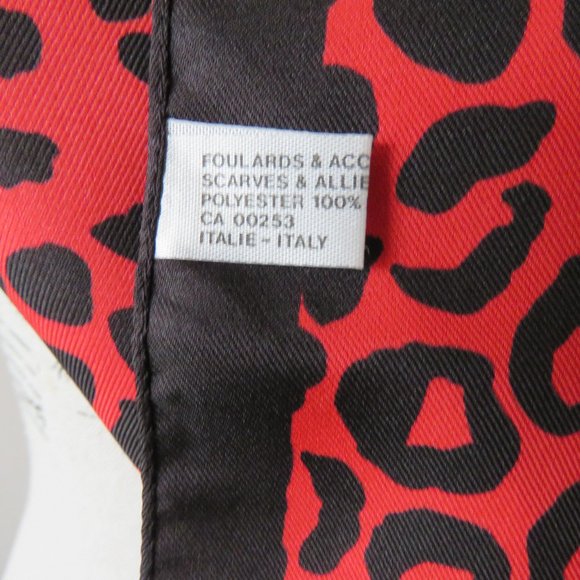 FOULARDS & ACC
SCARVES & ALLIE
POLYESTER 100%
CA 00253
ITALIE - ITALY